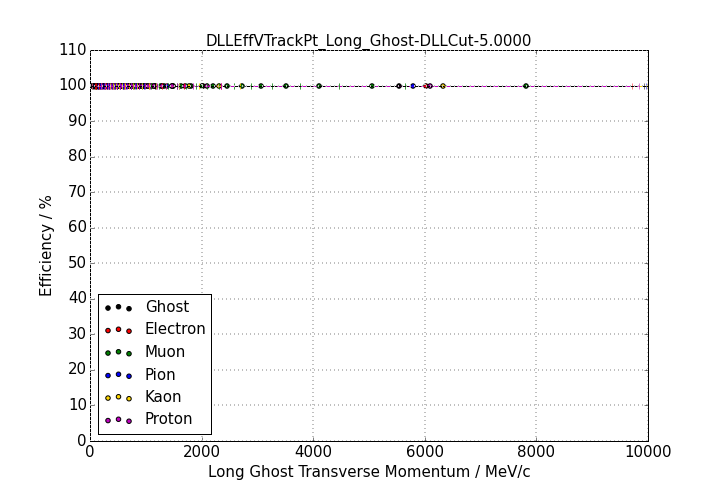 DLLEffVTrackPt_Long_Ghost-DLLCut-5.0000
110
100
90
80
70
60
50
40
30
20
10
0
Efficiency / %
Ghost
Electron
Muon
Pion
Kaon
Proton
0 2000 4000 6000 8000 10000
Long Ghost Transverse Momentum / MeV/c